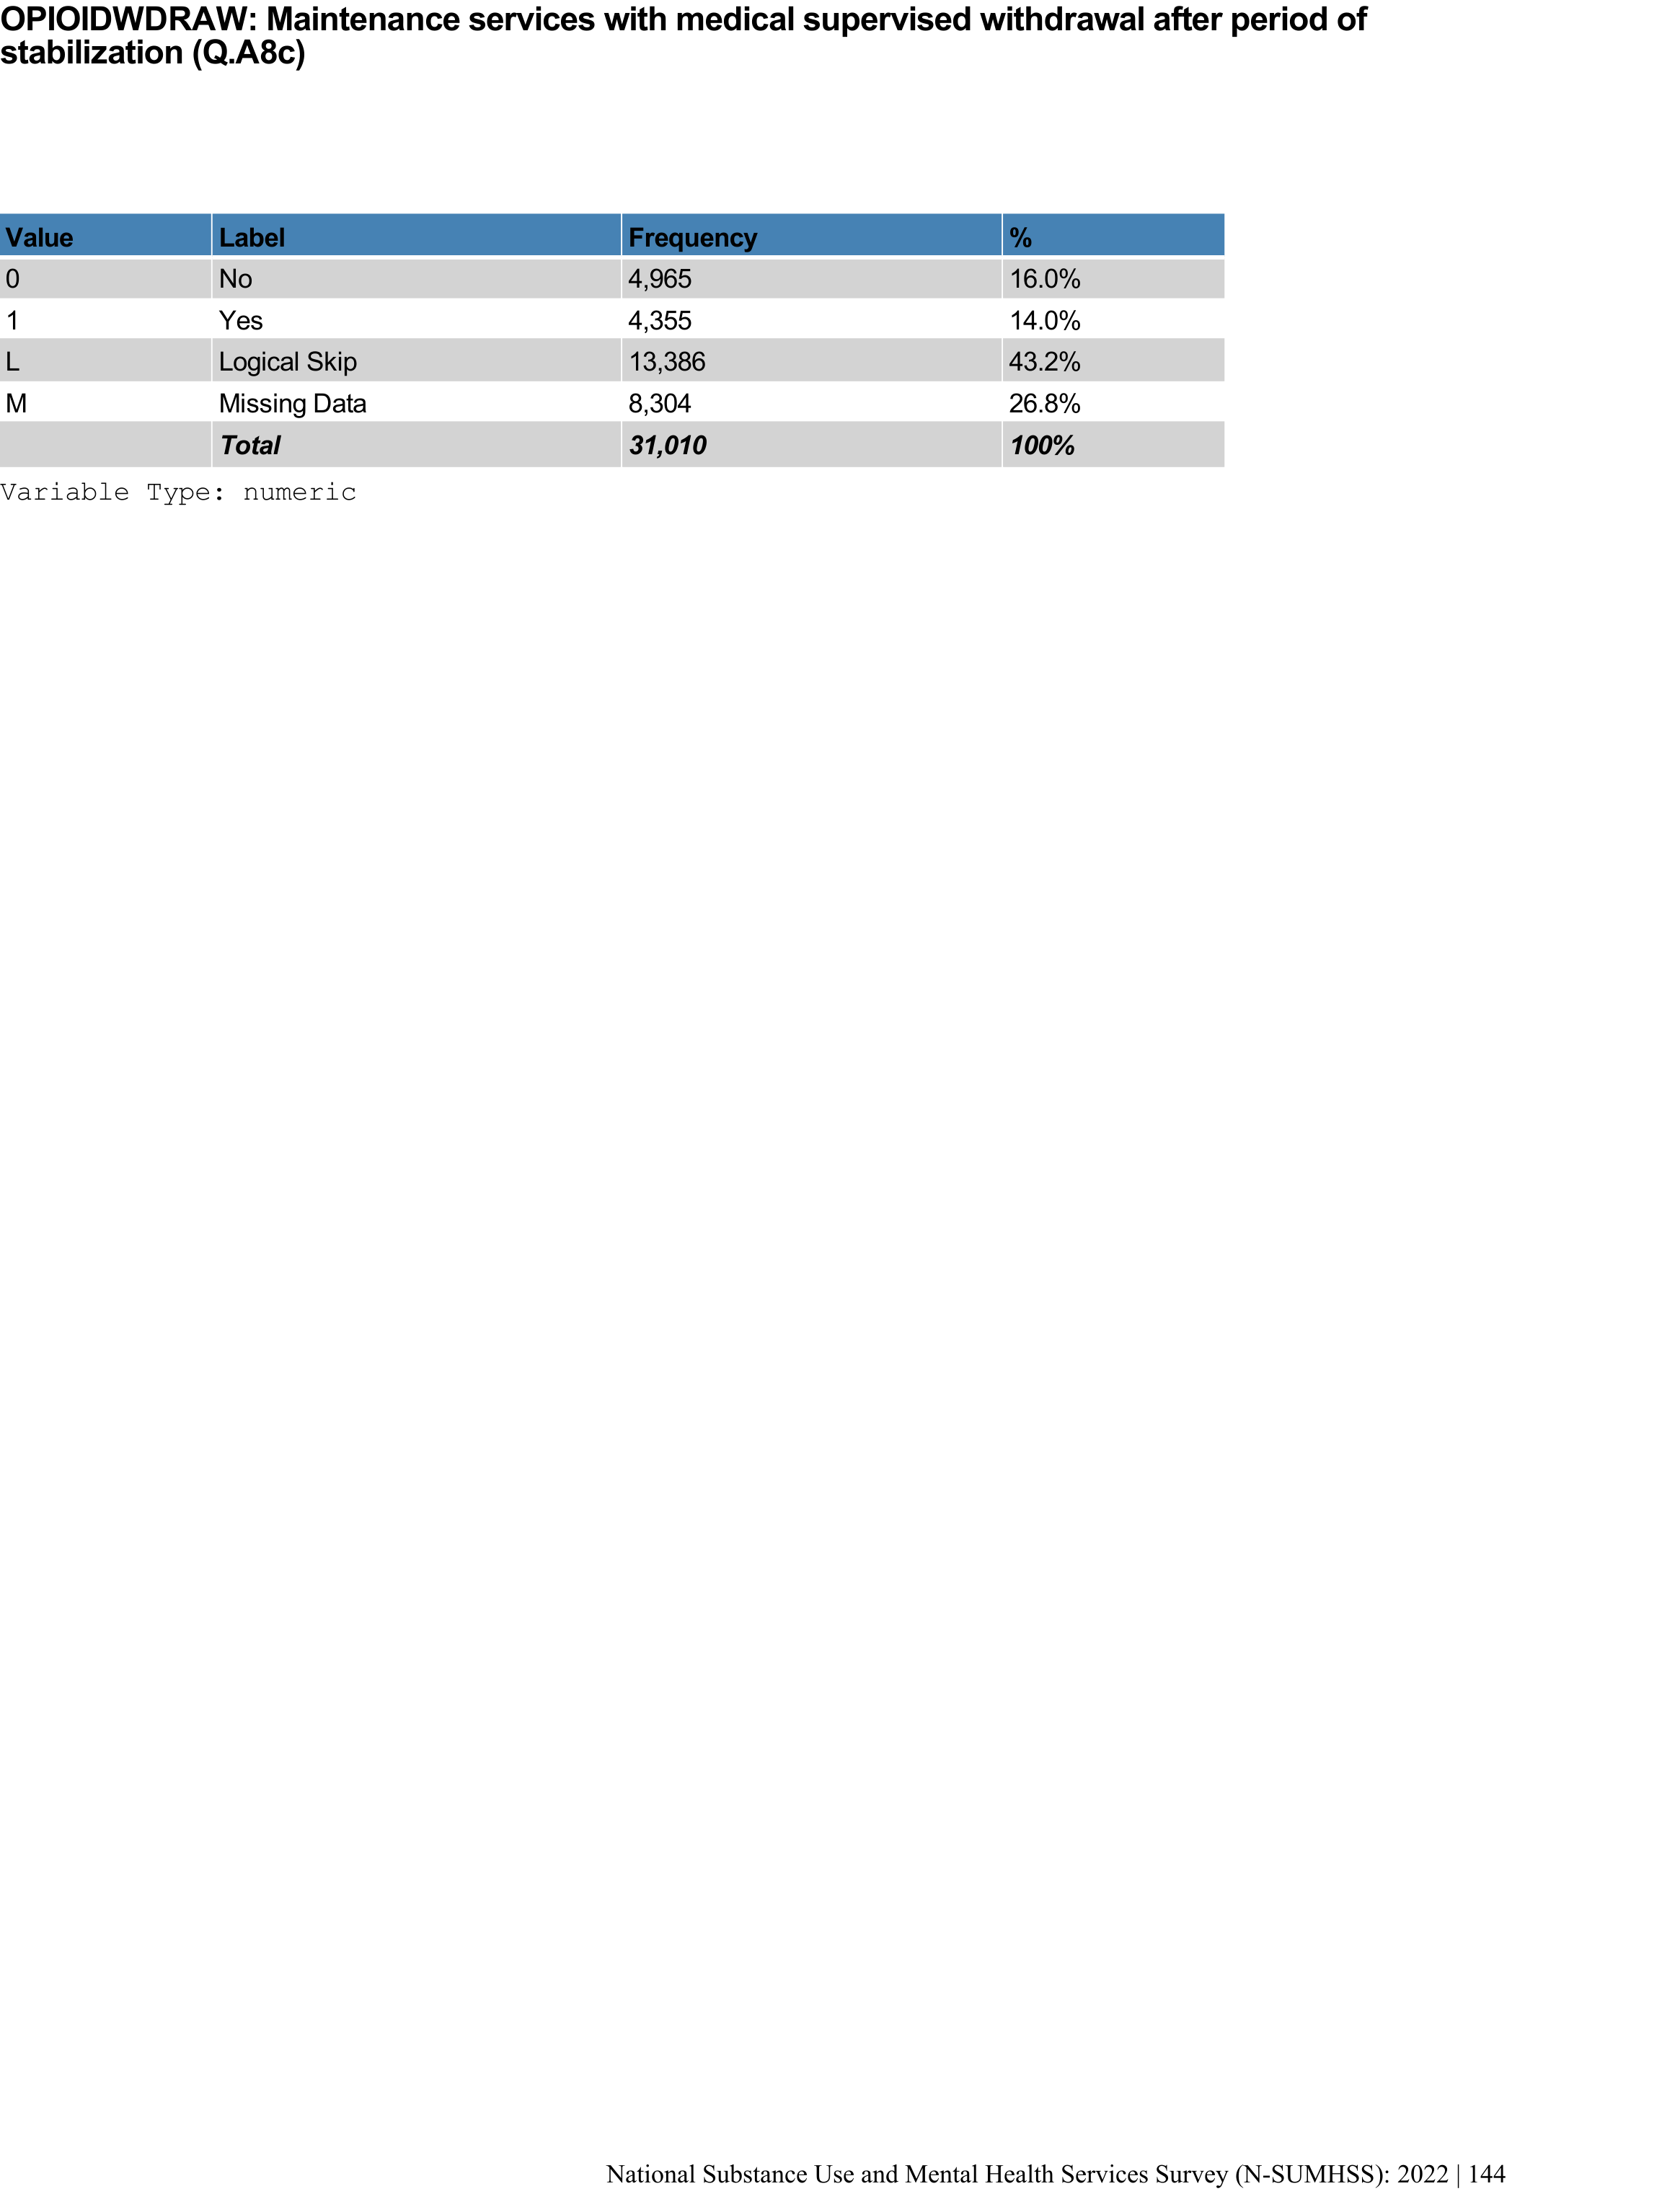 OPIOIDWDRAW: Maintenance services with medical supervised withdrawal after period of
stabilization (Q.A8c)
Value Label Frequency %
0 No 4,965 16.0%
1 Yes 4,355 14.0%
L Logical Skip 13,386 43.2%
M Missing Data 8,304 26.8%
Total 31,010 100%
Variable Type: numeric
National Substance Use and Mental Health Services Survey (N-SUMHSS): 2022 | 144